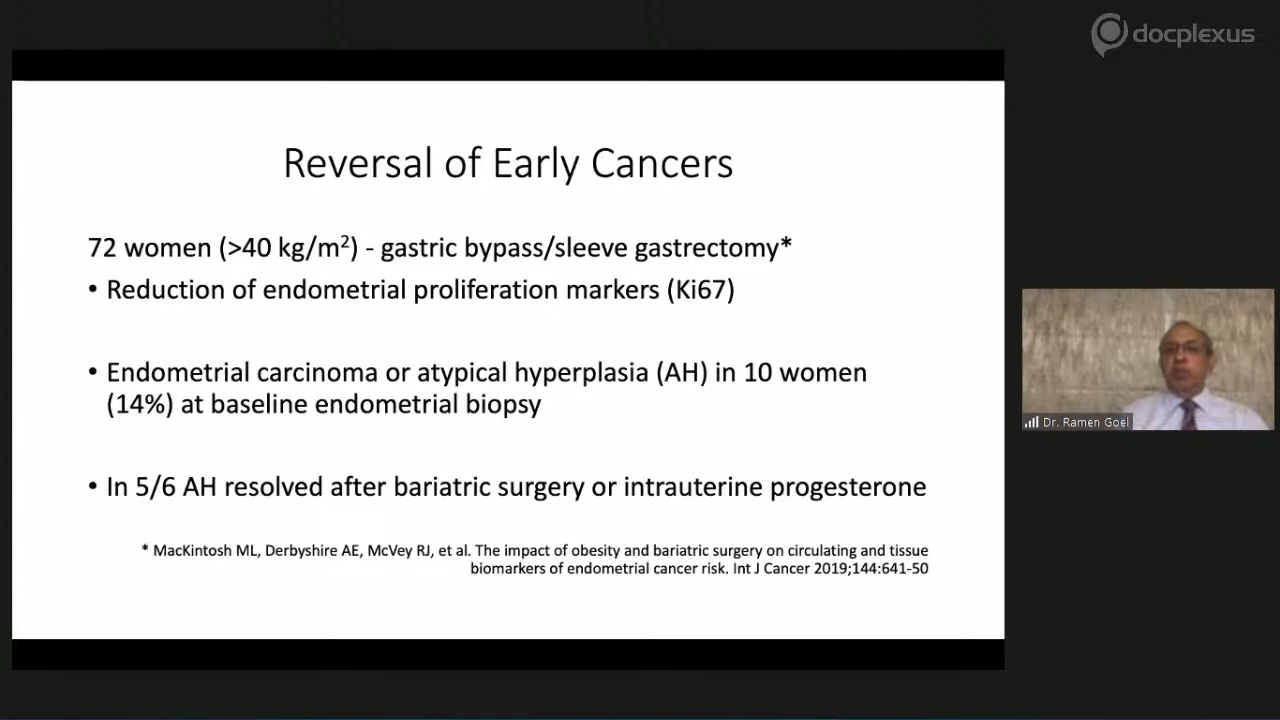 docplexus
Reversal of Early Cancers
72 women (>40 kg/m²) - gastric bypass/sleeve gastrectomy*
• Reduction of endometrial proliferation markers (Ki67)
• Endometrial carcinoma or atypical hyperplasia (AH) in 10 women
(14%) at baseline endometrial biopsy
• In 5/6 AH resolved after bariatric surgery or intrauterine progesterone
* MacKintosh ML, Derbyshire AE, McVey RJ, et al. The impact of obesity and bariatric surgery on circulating and tissue
biomarkers of endometrial cancer risk. Int J Cancer 2019;144:641-50
Dr. Ramen Goel